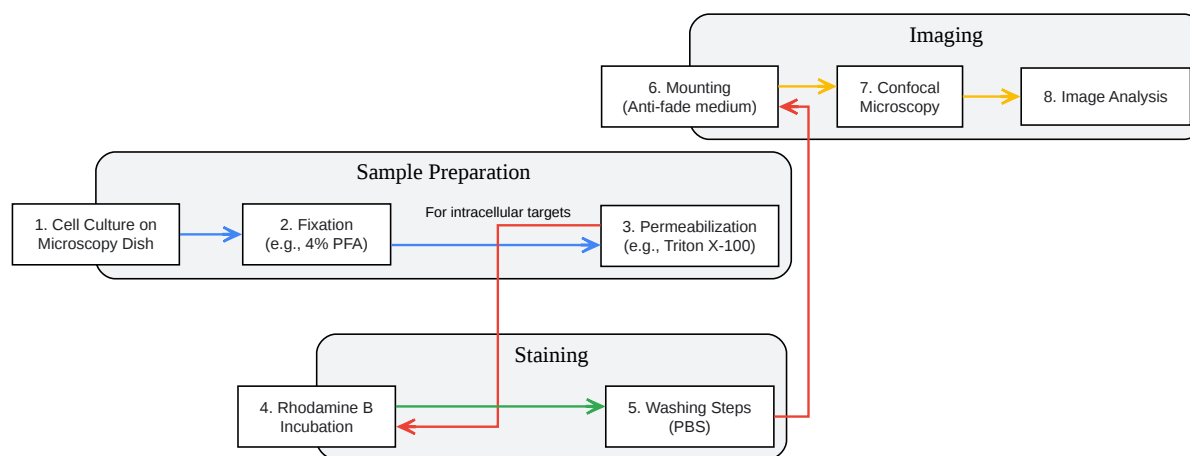 Imaging
6. Mounting
(Anti-fade medium)
7. Confocal
Microscopy
8. Image Analysis
Sample Preparation
1. Cell Culture on
Microscopy Dish
2. Fixation
(e.g., 4% PFA)
For intracellular targets
3. Permeabilization
(e.g., Triton X-100)
Staining
4. Rhodamine B
Incubation
5. Washing Steps
(PBS)